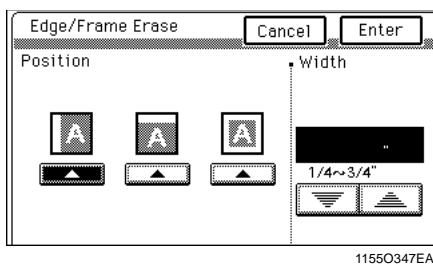 Edge/Frame Erase
Cancel
Enter
Position
Width
A
A
A
"
1/4~3/4"
1155O347EA